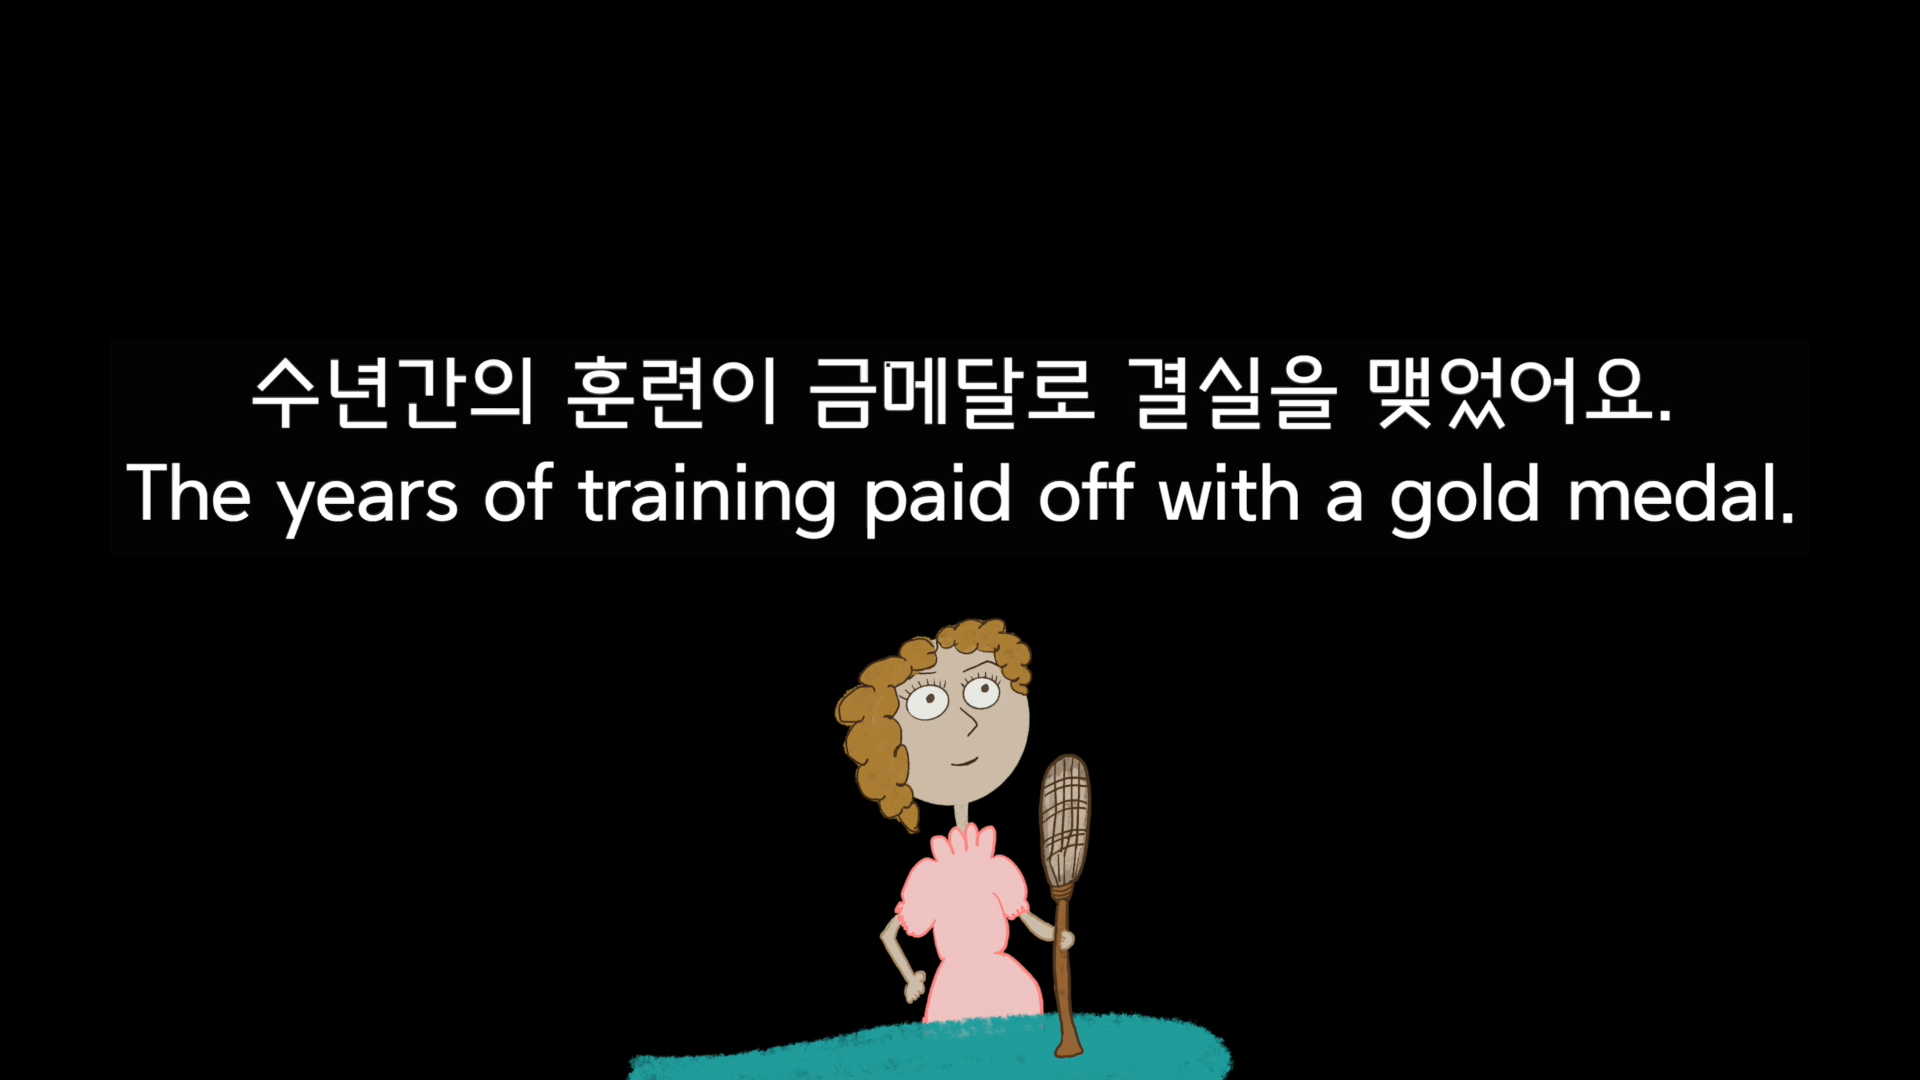 수년간의 훈련이 금메달로 결실을 맺었어요.
The years of training paid off with a gold medal.